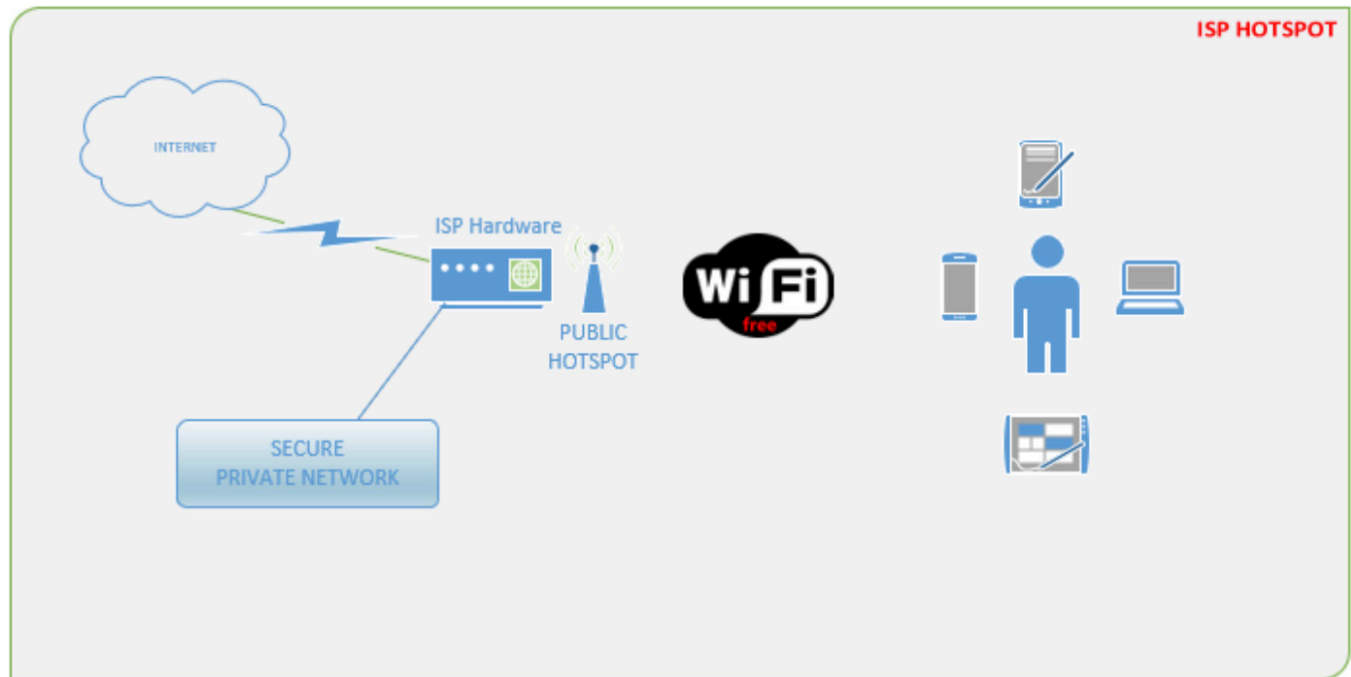 ISP HOTSPOT
INTERNET
ISP Hardware
PUBLIC
HOTSPOT
Wi Fi
free
SECURE
PRIVATE NETWORK